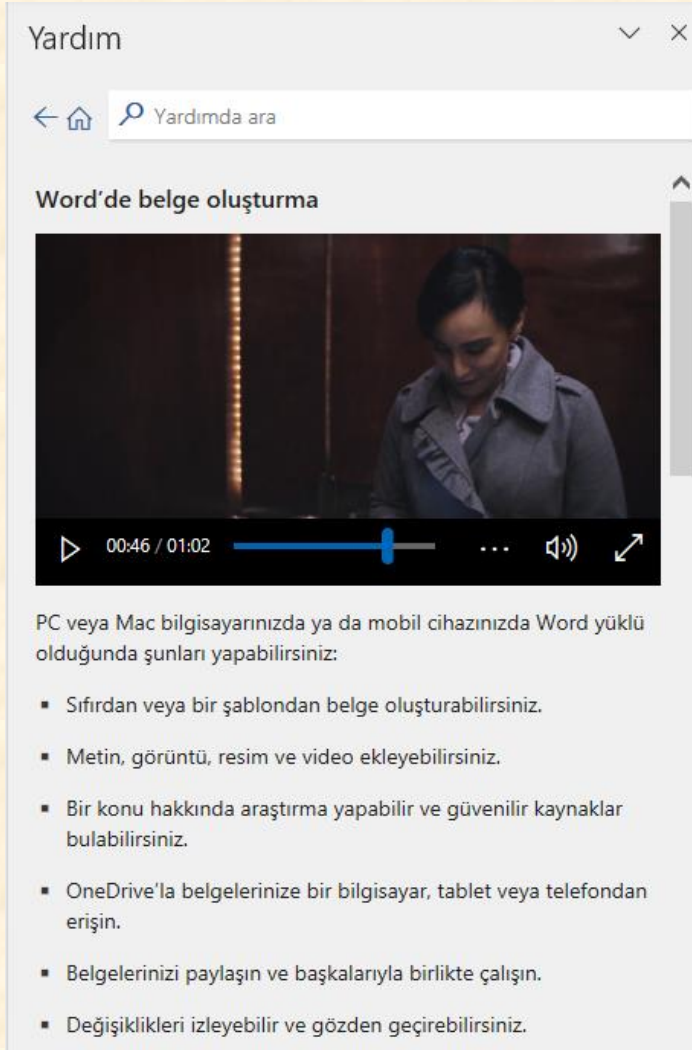 Yardım
Yardımda ara
Word'de belge oluşturma
00:46 / 01:02
PC veya Mac bilgisayarınızda ya da mobil cihazınızda Word yüklü
olduğunda şunları yapabilirsiniz:
▪ Sıfırdan veya bir şablondan belge oluşturabilirsiniz.
▪ Metin, görüntü, resim ve video ekleyebilirsiniz.
▪ Bir konu hakkında araştırma yapabilir ve güvenilir kaynaklar
bulabilirsiniz.
▪ OneDrive'la belgelerinize bir bilgisayar, tablet veya telefondan
erişin.
▪ Belgelerinizi paylaşın ve başkalarıyla birlikte çalışın.
▪ Değişiklikleri izleyebilir ve gözden geçirebilirsiniz.